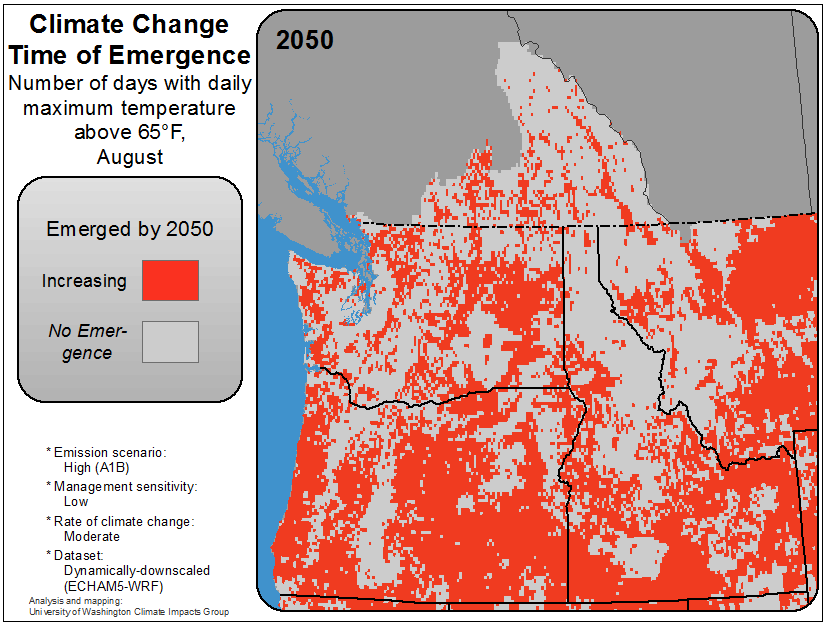 Climate Change
Time of Emergence
Number of days with daily
maximum temperature
above 65°F,
August
2050
Emerged by 2050
Increasing
No Emer-
gence
* Emission scenario:
High (A1B)
* Management sensitivity:
Low
* Rate of climate change:
Moderate
* Dataset:
Dynamically-downscaled
(ECHAM5-WRF)
Analysis and mapping:
University of Washington Climate Impacts Group